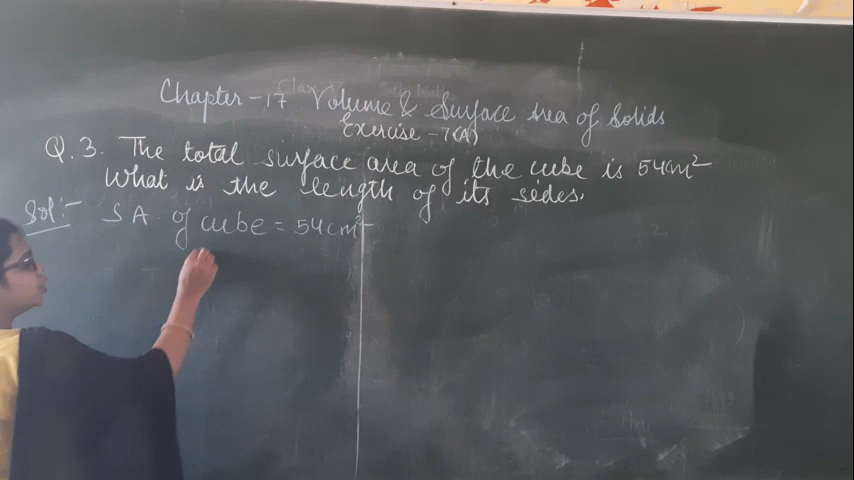 Chapter-17 Volume & Surface Area of Solids
Exercise -7(A)
Q.3. The total surface area of the cube is 54cm²
What is the length of its sides.
Sol:- SA of cube = 54cm²